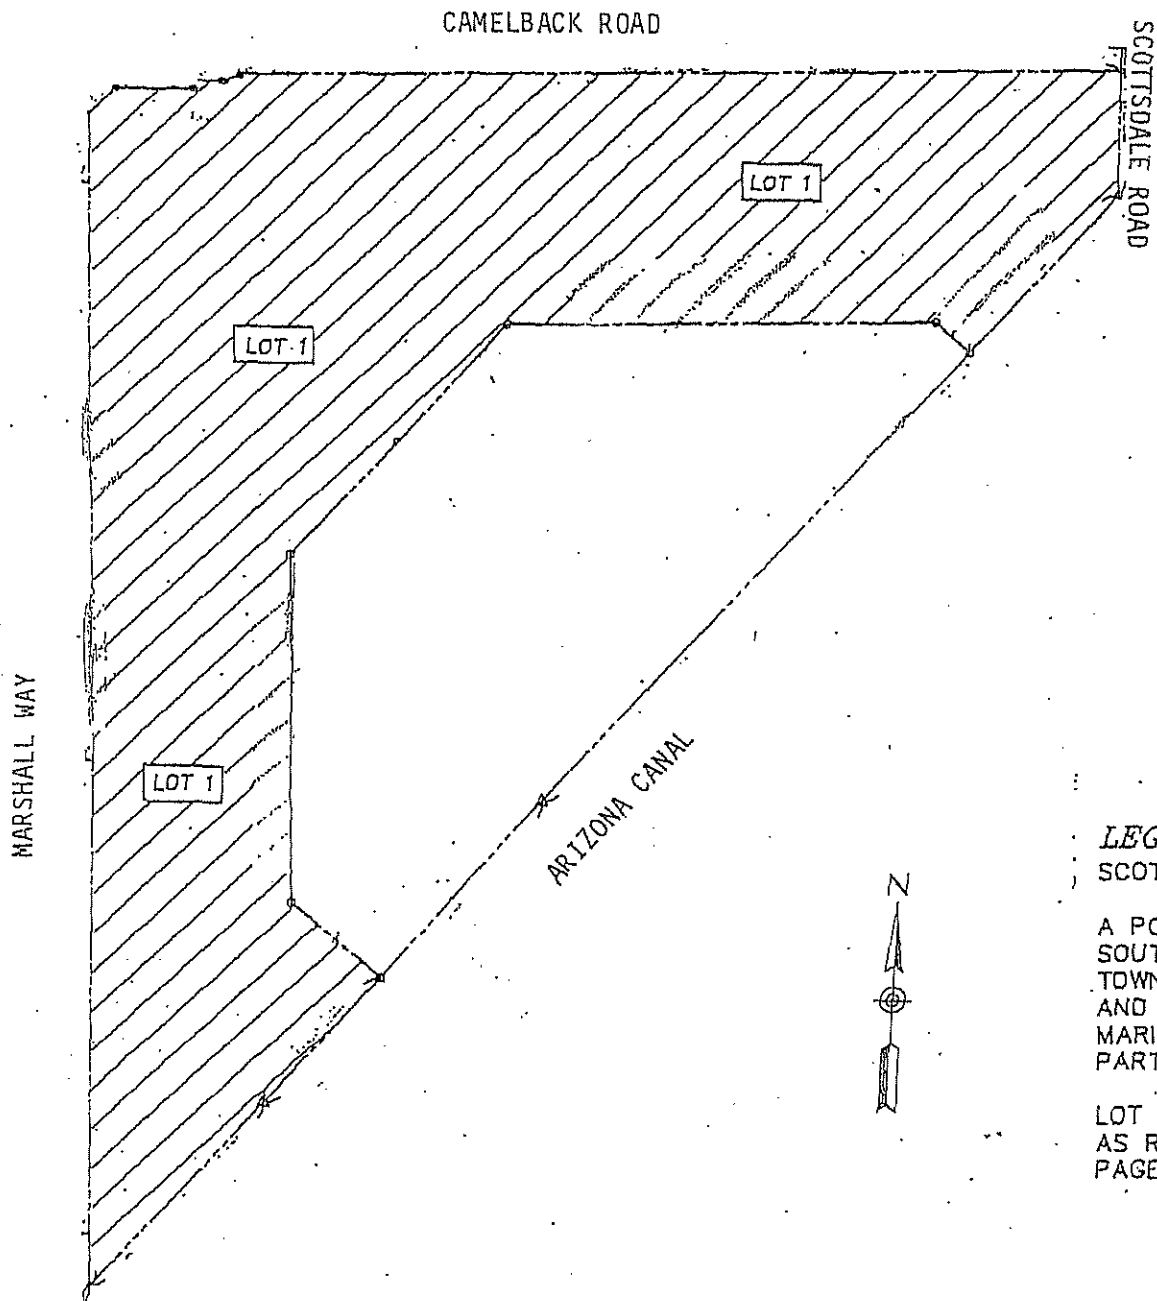 CAMELBACK ROAD
SCOTTSDALE ROAD
LOT 1
LOT 1
MARSHALL WAY
LOT 1
ARIZONA CANAL
N
LEG
SCOT
A PO
SOUT
TOWN
AND
MARI
PART
LOT
AS R
PAGE